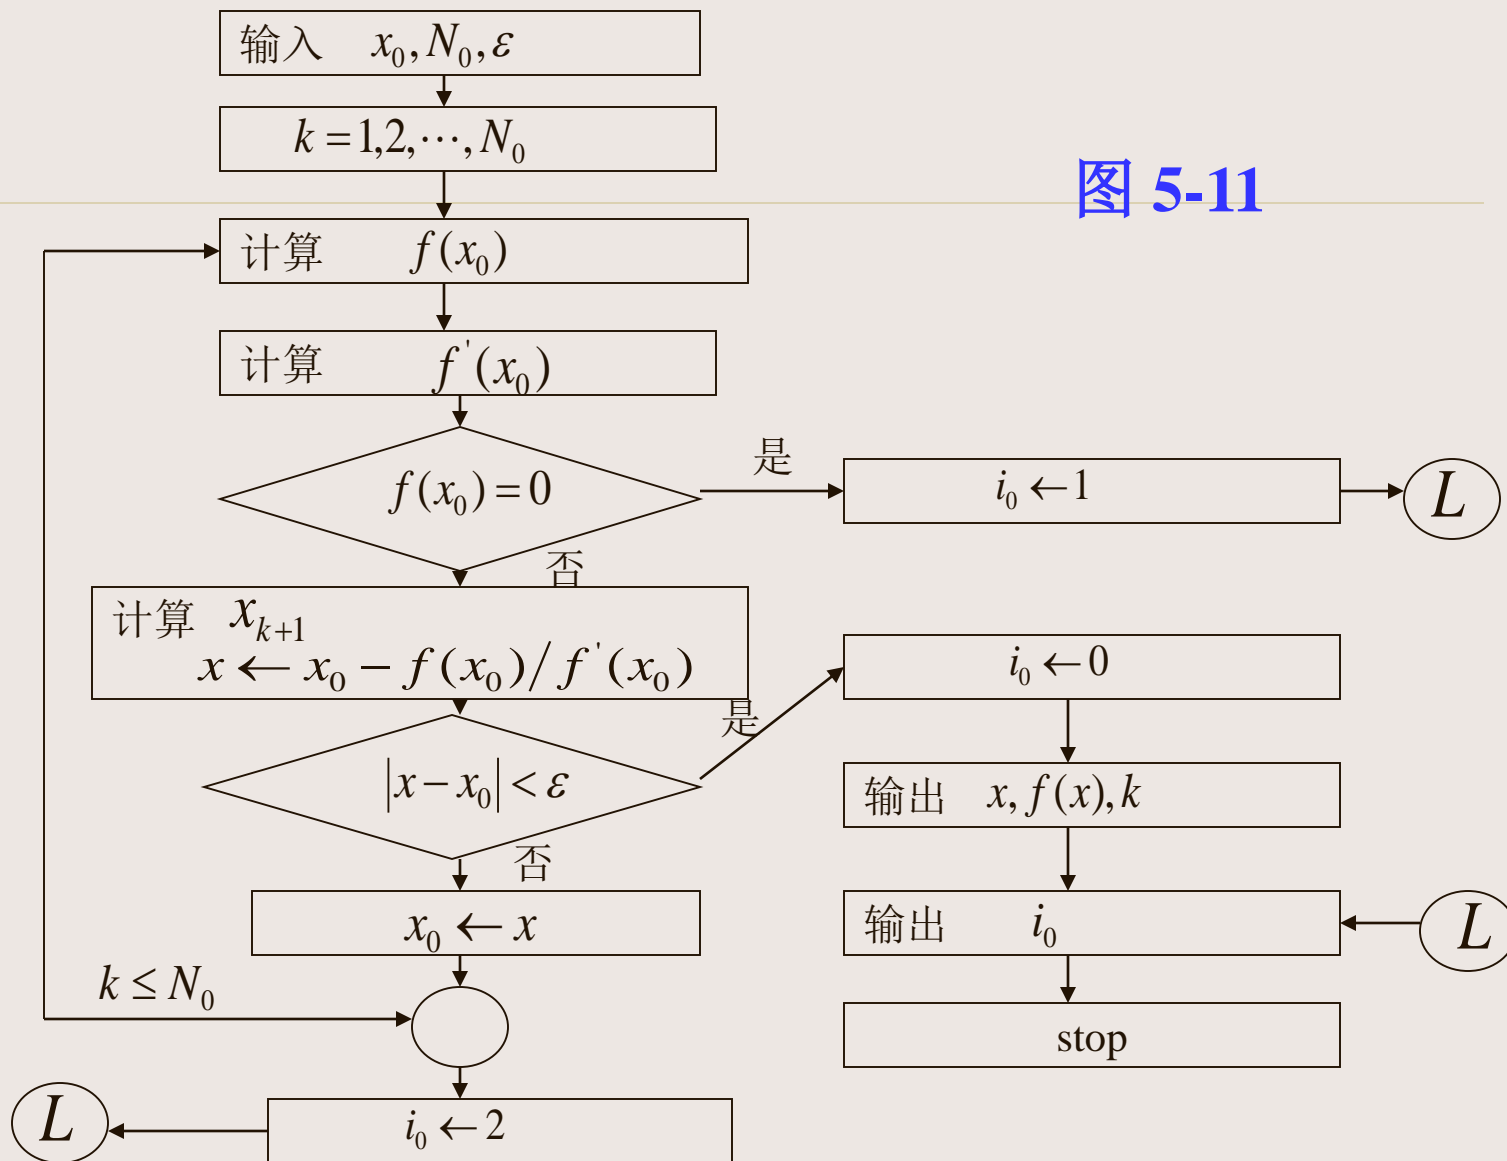 输入 x₀, N₀, ε
k = 1,2,⋯, N₀
图 5-11
计算 f(x₀)
计算 f'(x₀)
是
f(x₀) = 0
i₀ ← 1
L
否
计算 xₖ₊₁
x ← x₀ − f(x₀)/f'(x₀)
i₀ ← 0
是
|x − x₀| < ε
输出 x, f(x), k
否
x₀ ← x
输出 i₀
L
k ≤ N₀
stop
L
i₀ ← 2